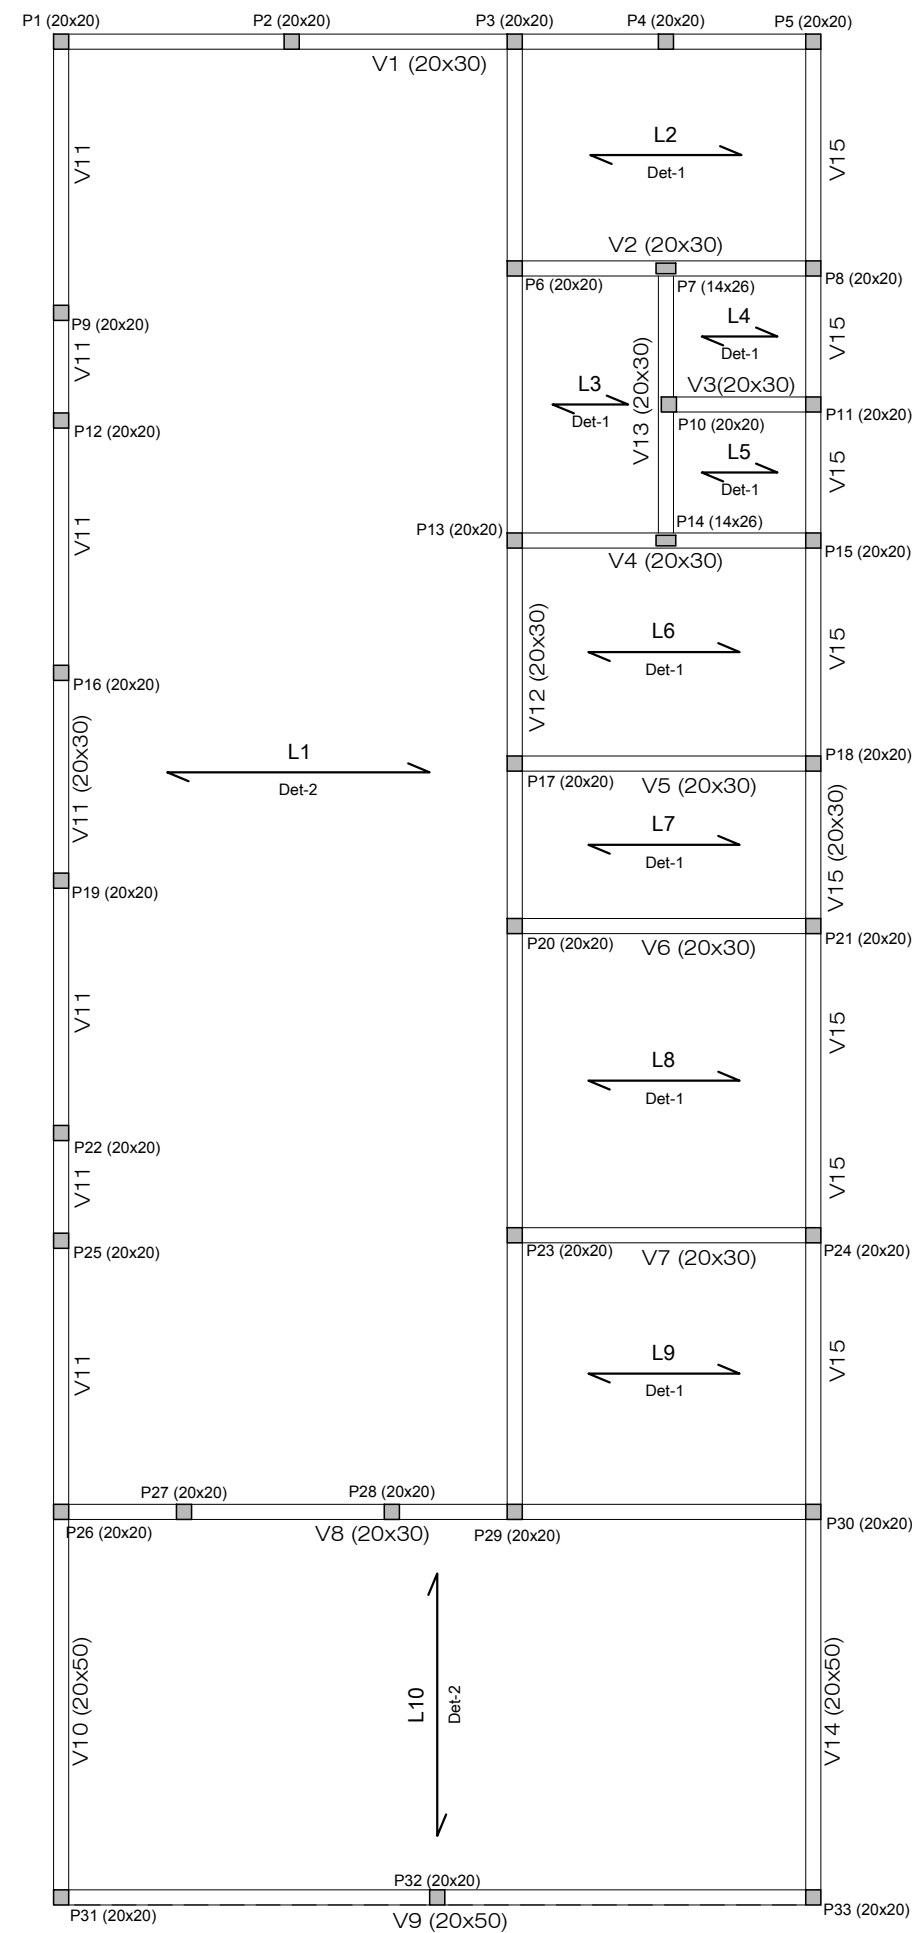 P1 (20x20)
P2 (20x20)
P3 (20x20)
P4 (20x20)
P5 (20x20)
V1 (20x30)
L2
Det-1
V11
V15
V2 (20x30)
P6 (20x20)
P7 (14x26)
P8 (20x20)
P9 (20x20)
L4
Det-1
V15
V11
V13 (20x30)
L3
Det-1
V3(20x30)
P10 (20x20)
P11 (20x20)
P12 (20x20)
L5
Det-1
V15
P14 (14x26)
P13 (20x20)
V11
V4 (20x30)
P15 (20x20)
V12 (20x30)
L6
Det-1
V15
P16 (20x20)
V11 (20x30)
L1
Det-2
P18 (20x20)
P17 (20x20)
V5 (20x30)
L7
Det-1
V15 (20x30)
P19 (20x20)
P20 (20x20)
V6 (20x30)
P21 (20x20)
V11
V15
L8
Det-1
P22 (20x20)
V11
V15
P25 (20x20)
P23 (20x20)
V7 (20x30)
P24 (20x20)
V11
L9
Det-1
V15
P27 (20x20)
P28 (20x20)
P26 (20x20)
V8 (20x30)
P29 (20x20)
P30 (20x20)
V10 (20x50)
L10
Det-2
V14 (20x50)
P32 (20x20)
P31 (20x20)
V9 (20x50)
P33 (20x20)